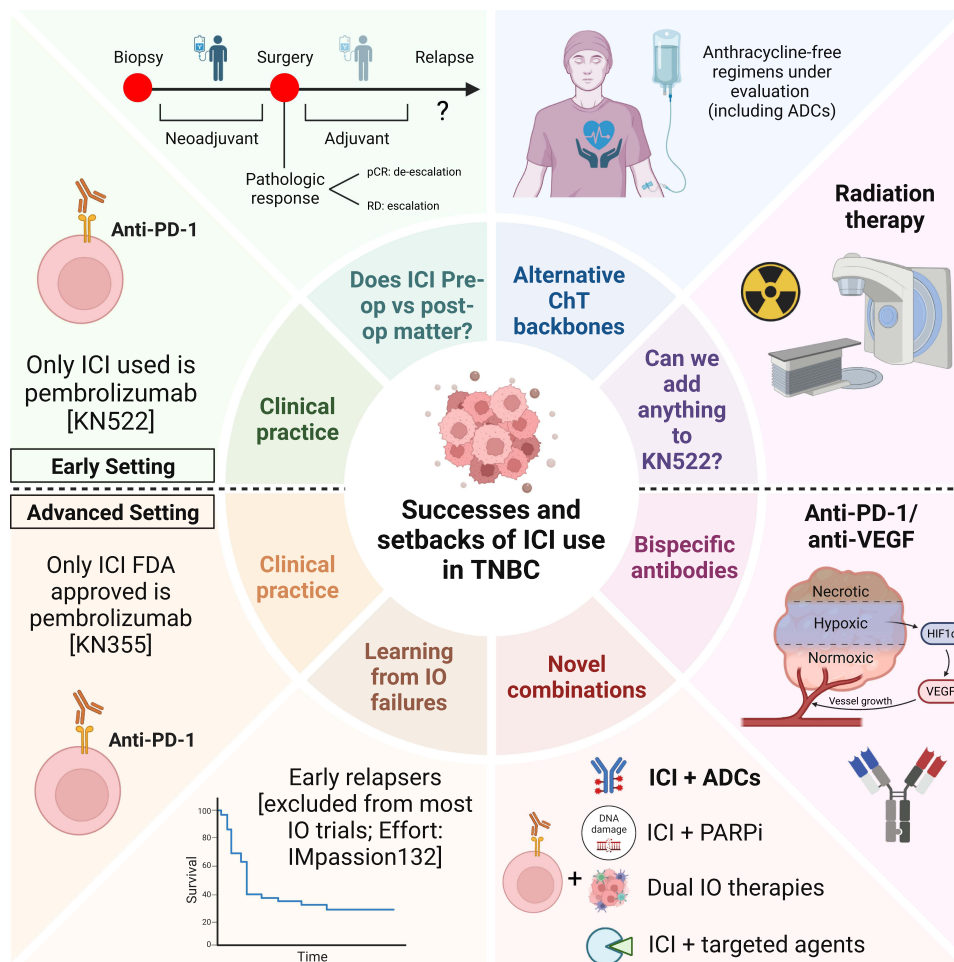 Biopsy
Surgery
Relapse
?
Neoadjuvant
Adjuvant
Pathologic
response
pCR: de-escalation
RD: escalation
Anthracycline-free
regimens under
evaluation
(including ADCs)
Anti-PD-1
Only ICI used is
pembrolizumab
[KN522]
Early Setting
Does ICI Pre-
op vs post-
op matter?
Alternative
ChT
backbones
Radiation
therapy
Clinical
practice
Can we
add
anything
to
KN522?
Successes and
setbacks of ICI use
in TNBC
Advanced Setting
Only ICI FDA
approved is
pembrolizumab
[KN355]
Anti-PD-1
Clinical
practice
Learning
from IO
failures
Novel
combinations
Bispecific
antibodies
Anti-PD-1/
anti-VEGF
Necrotic
Hypoxic
Normoxic
HIF1α
VEGF
Vessel growth
Early relapsers
[excluded from most
IO trials; Effort:
IMpassion132]
Survival
100
80
60
40
20
0
Time
ICI + ADCs
DNA
damage
ICI + PARPi
+
Dual IO therapies
ICI + targeted agents